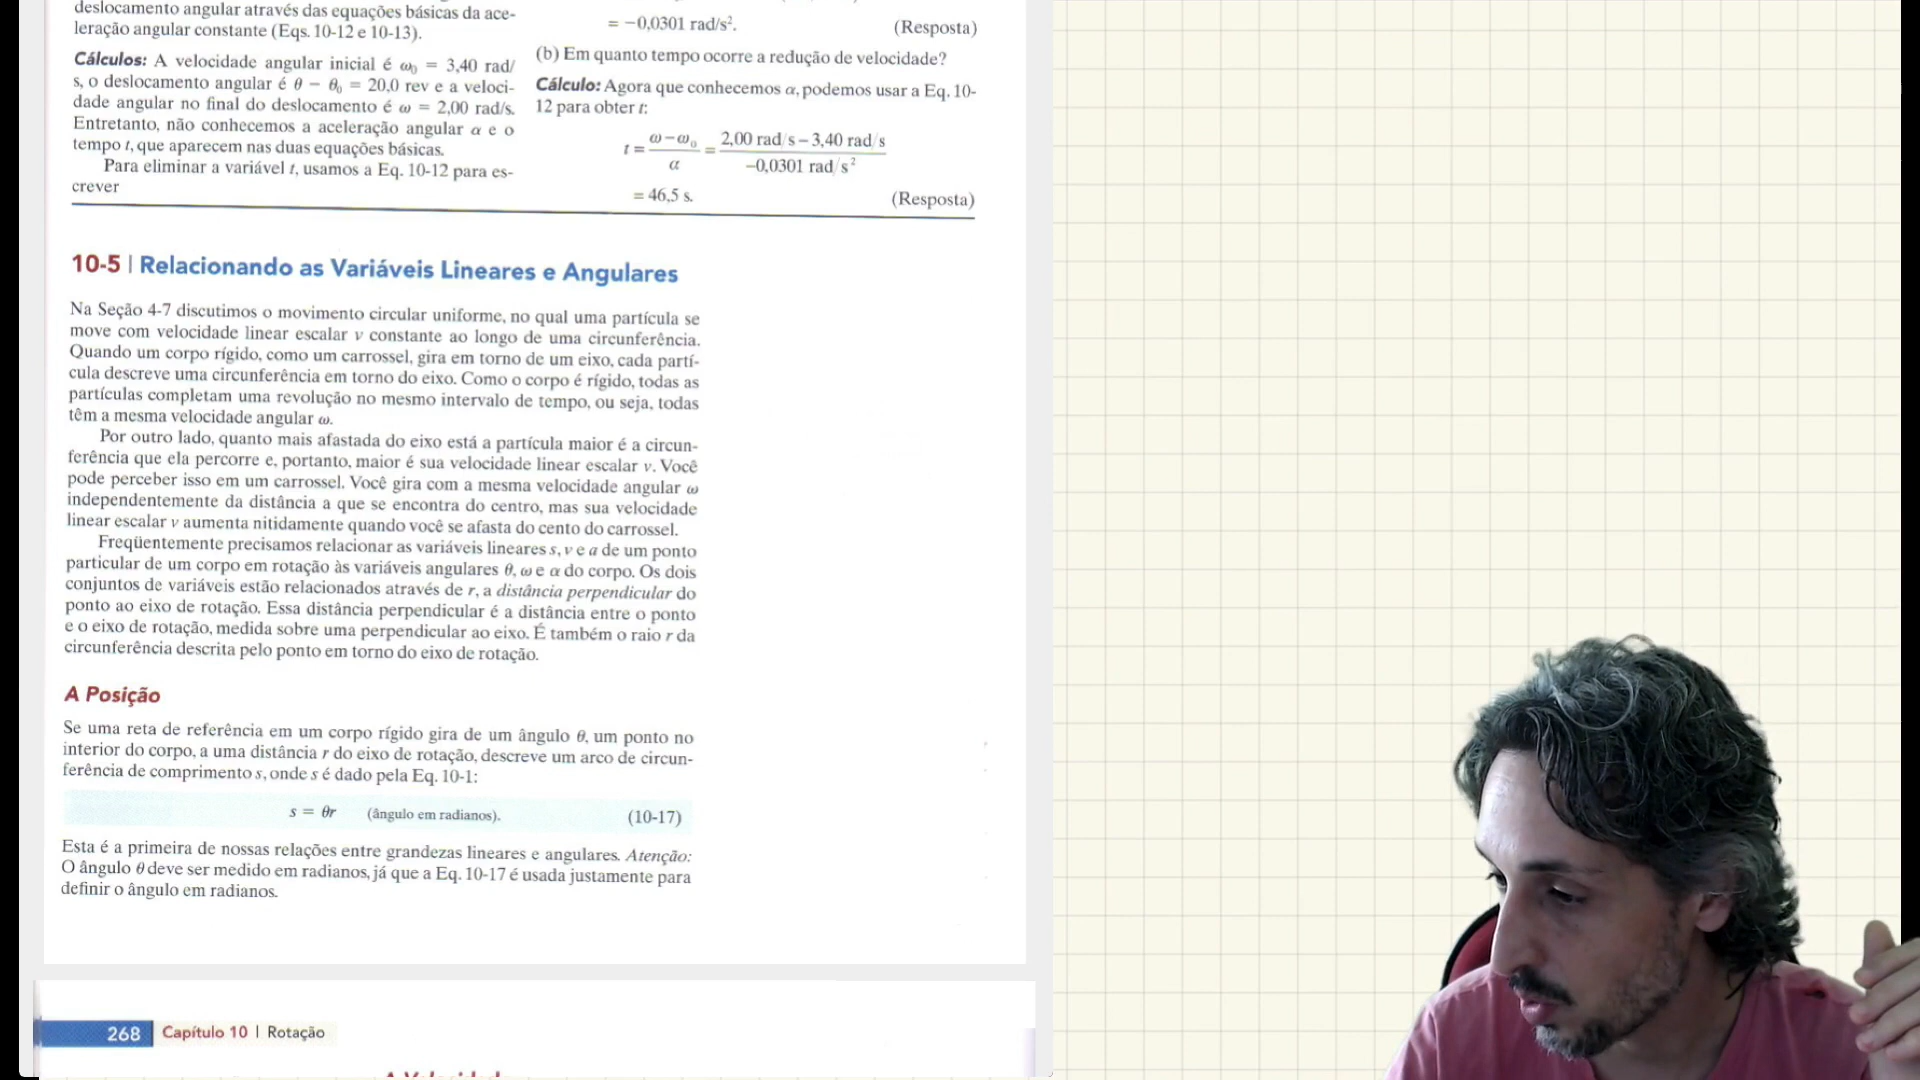 deslocamento angular através das equações básicas da ace-
leração angular constante (Eqs. 10-12 e 10-13).
Cálculos: A velocidade angular inicial é ω₀ = 3,40 rad/
s, o deslocamento angular é θ − θ₀ = 20,0 rev e a veloci-
dade angular no final do deslocamento é ω = 2,00 rad/s.
Entretanto, não conhecemos a aceleração angular α e o
tempo t, que aparecem nas duas equações básicas.
Para eliminar a variável t, usamos a Eq. 10-12 para es-
crever
= −0,0301 rad/s². (Resposta)
(b) Em quanto tempo ocorre a redução de velocidade?
Cálculo: Agora que conhecemos α, podemos usar a Eq. 10-
12 para obter t:
t = (ω − ω₀)/α = (2,00 rad/s − 3,40 rad/s)/(−0,0301 rad/s²)
= 46,5 s. (Resposta)
10-5 | Relacionando as Variáveis Lineares e Angulares
Na Seção 4-7 discutimos o movimento circular uniforme, no qual uma partícula se
move com velocidade linear escalar v constante ao longo de uma circunferência.
Quando um corpo rígido, como um carrossel, gira em torno de um eixo, cada partí-
cula descreve uma circunferência em torno do eixo. Como o corpo é rígido, todas as
partículas completam uma revolução no mesmo intervalo de tempo, ou seja, todas
têm a mesma velocidade angular ω.
Por outro lado, quanto mais afastada do eixo está a partícula maior é a circun-
ferência que ela percorre e, portanto, maior é sua velocidade linear escalar v. Você
pode perceber isso em um carrossel. Você gira com a mesma velocidade angular ω
independentemente da distância a que se encontra do centro, mas sua velocidade
linear escalar v aumenta nitidamente quando você se afasta do cento do carrossel.
Freqüentemente precisamos relacionar as variáveis lineares s, v e a de um ponto
particular de um corpo em rotação às variáveis angulares θ, ω e α do corpo. Os dois
conjuntos de variáveis estão relacionados através de r, a distância perpendicular do
ponto ao eixo de rotação. Essa distância perpendicular é a distância entre o ponto
e o eixo de rotação, medida sobre uma perpendicular ao eixo. É também o raio r da
circunferência descrita pelo ponto em torno do eixo de rotação.
A Posição
Se uma reta de referência em um corpo rígido gira de um ângulo θ, um ponto no
interior do corpo, a uma distância r do eixo de rotação, descreve um arco de circun-
ferência de comprimento s, onde s é dado pela Eq. 10-1:
s = θr (ângulo em radianos). (10-17)
Esta é a primeira de nossas relações entre grandezas lineares e angulares. Atenção:
O ângulo θ deve ser medido em radianos, já que a Eq. 10-17 é usada justamente para
definir o ângulo em radianos.
268 Capítulo 10 | Rotação